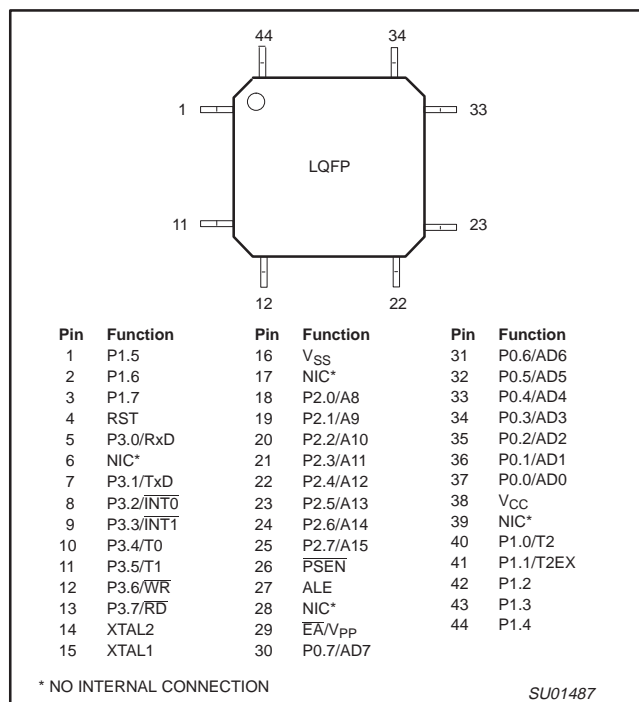 44 34
1 33
LQFP
11 23
12 22
Pin Function Pin Function Pin Function
1 P1.5 16 VSS 31 P0.6/AD6
2 P1.6 17 NIC* 32 P0.5/AD5
3 P1.7 18 P2.0/A8 33 P0.4/AD4
4 RST 19 P2.1/A9 34 P0.3/AD3
5 P3.0/RxD 20 P2.2/A10 35 P0.2/AD2
6 NIC* 21 P2.3/A11 36 P0.1/AD1
7 P3.1/TxD 22 P2.4/A12 37 P0.0/AD0
8 P3.2/I̅N̅T̅0̅ 23 P2.5/A13 38 VCC
9 P3.3/I̅N̅T̅1̅ 24 P2.6/A14 39 NIC*
10 P3.4/T0 25 P2.7/A15 40 P1.0/T2
11 P3.5/T1 26 P̅S̅E̅N̅ 41 P1.1/T2EX
12 P3.6/W̅R̅ 27 ALE 42 P1.2
13 P3.7/R̅D̅ 28 NIC* 43 P1.3
14 XTAL2 29 E̅A̅/VPP 44 P1.4
15 XTAL1 30 P0.7/AD7
* NO INTERNAL CONNECTION
SU01487